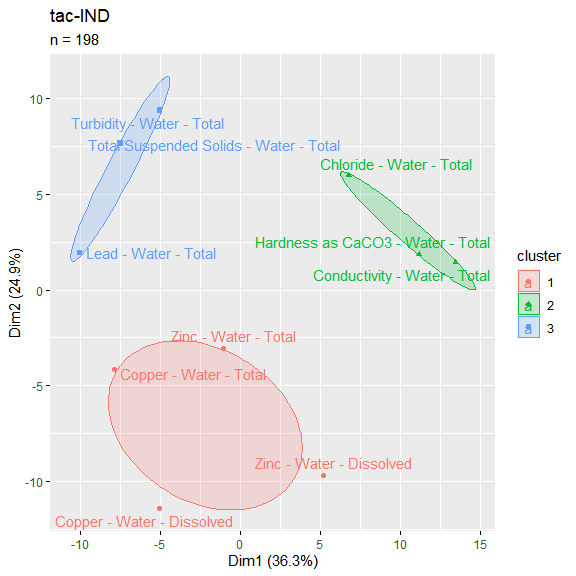 tac-IND
n = 198
Turbidity - Water - Total
Total Suspended Solids - Water - Total
Chloride - Water - Total
Hardness as CaCO3 - Water - Total
Lead - Water - Total
Conductivity - Water - Total
Zinc - Water - Total
Copper - Water - Total
Zinc - Water - Dissolved
Copper - Water - Dissolved
10
5
0
-5
-10
Dim2 (24.9%)
-10
-5
0
5
10
15
Dim1 (36.3%)
cluster
a 1
a 2
a 3